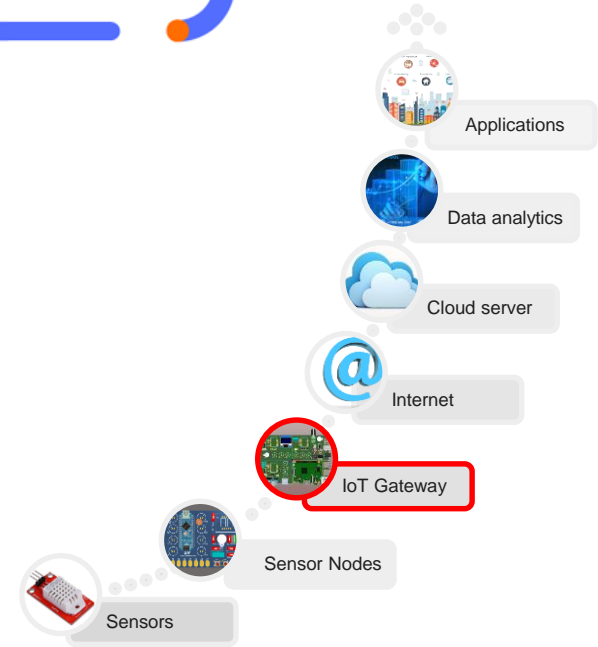 Applications
Data analytics
Cloud server
@
Internet
IoT Gateway
Sensor Nodes
Sensors